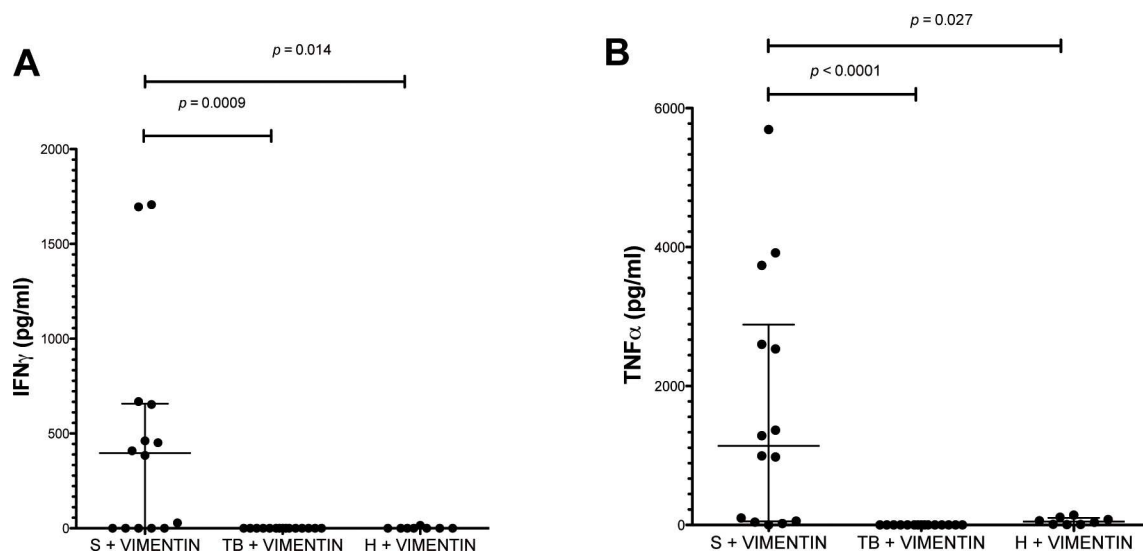 A
p = 0.014
p = 0.0009
2000
1500
1000
500
0
IFNγ (pg/ml)
S + VIMENTIN TB + VIMENTIN H + VIMENTIN
B
p = 0.027
p < 0.0001
6000
4000
2000
0
TNFα (pg/ml)
S + VIMENTIN TB + VIMENTIN H + VIMENTIN